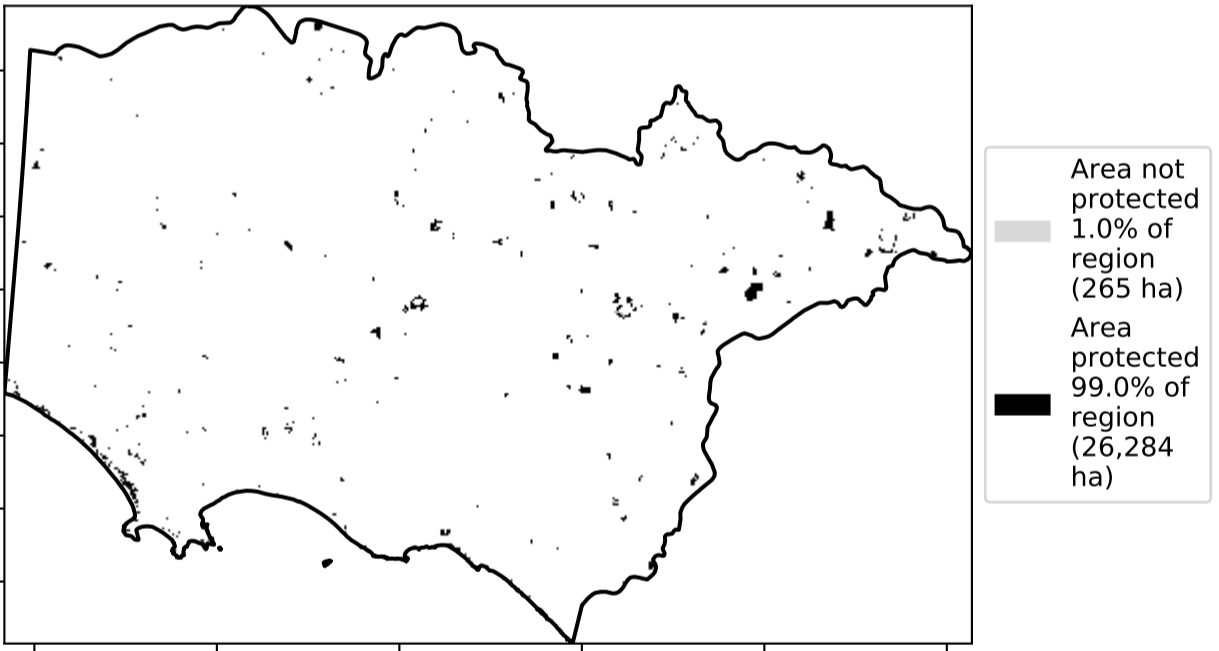 Area not
protected
1.0% of
region
(265 ha)
Area
protected
99.0% of
region
(26,284
ha)